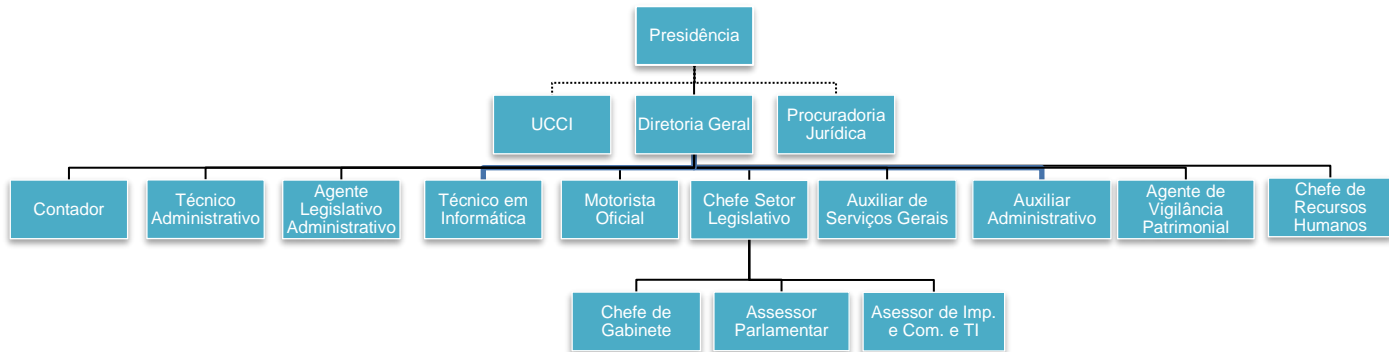 Presidência
UCCI
Diretoria Geral
Procuradoria
Jurídica
Contador
Técnico
Administrativo
Agente
Legislativo
Administrativo
Técnico em
Informática
Motorista
Oficial
Chefe Setor
Legislativo
Auxiliar de
Serviços Gerais
Auxiliar
Administrativo
Agente de
Vigilância
Patrimonial
Chefe de
Recursos
Humanos
Chefe de
Gabinete
Assessor
Parlamentar
Asessor de Imp.
e Com. e TI